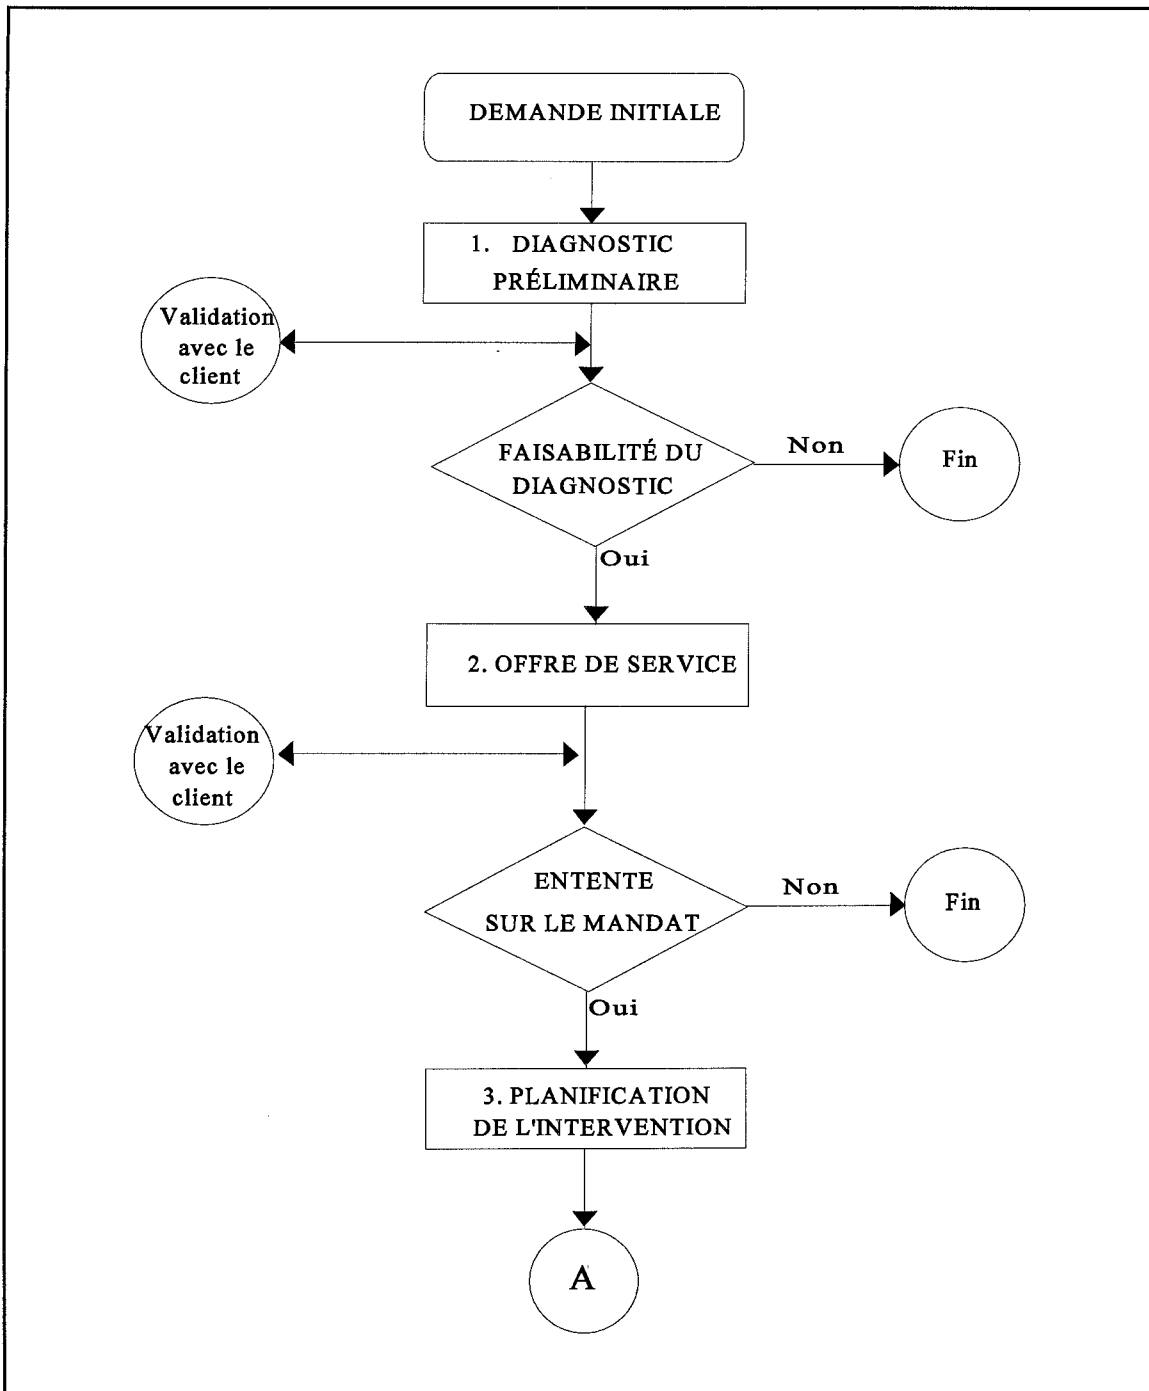 DEMANDE INITIALE
1. DIAGNOSTIC
PRÉLIMINAIRE
Validation
avec le
client
FAISABILITÉ DU
DIAGNOSTIC
Non
Fin
Oui
2. OFFRE DE SERVICE
Validation
avec le
client
ENTENTE
SUR LE MANDAT
Non
Fin
Oui
3. PLANIFICATION
DE L'INTERVENTION
A